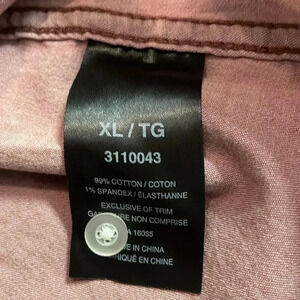 XL / TG
3110043
99% COTTON / COTON
1% SPANDEX / ÉLASTHANNE
EXCLUSIVE OF TRIM
NON COMPRISE
16035
IN CHINA
EN CHINE